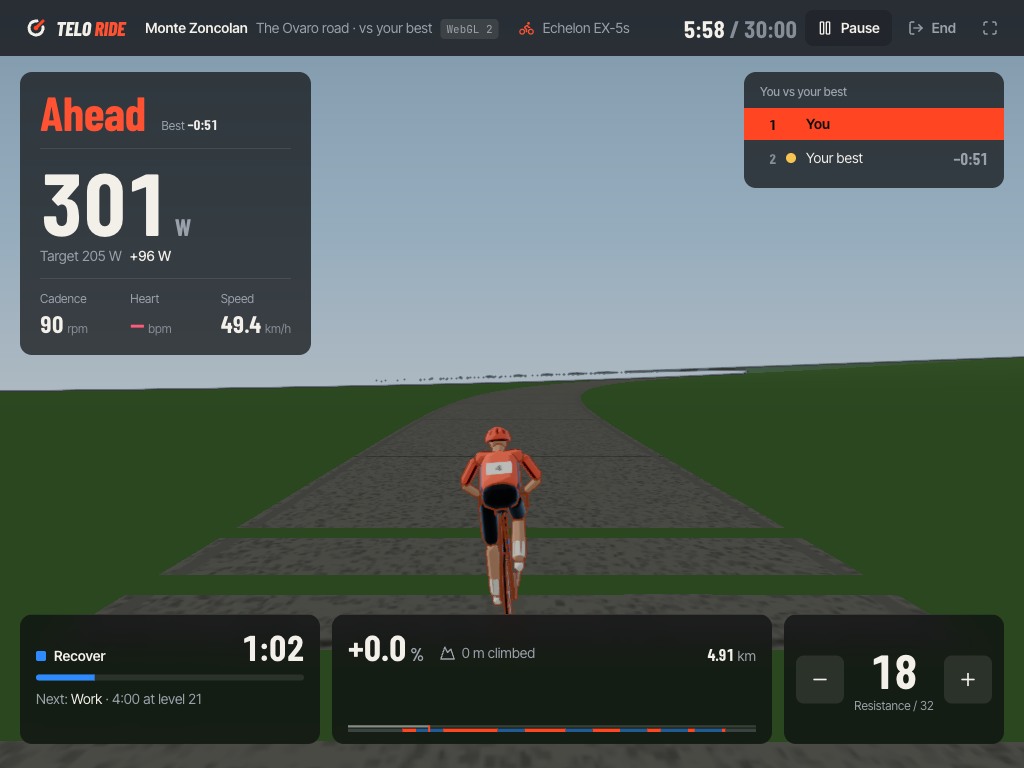 TELO RIDE
Monte Zoncolan The Ovaro road · vs your best WebGL 2
Echelon EX-5s
5:58 / 30:00
Pause
End
Ahead
Best −0:51
301 W
Target 205 W +96 W
Cadence Heart Speed
90 rpm – bpm 49.4 km/h
You vs your best
1 You
2 Your best −0:51
4
Recover 1:02
Next: Work · 4:00 at level 21
+0.0 % 0 m climbed 4.91 km
− 18 +
Resistance / 32